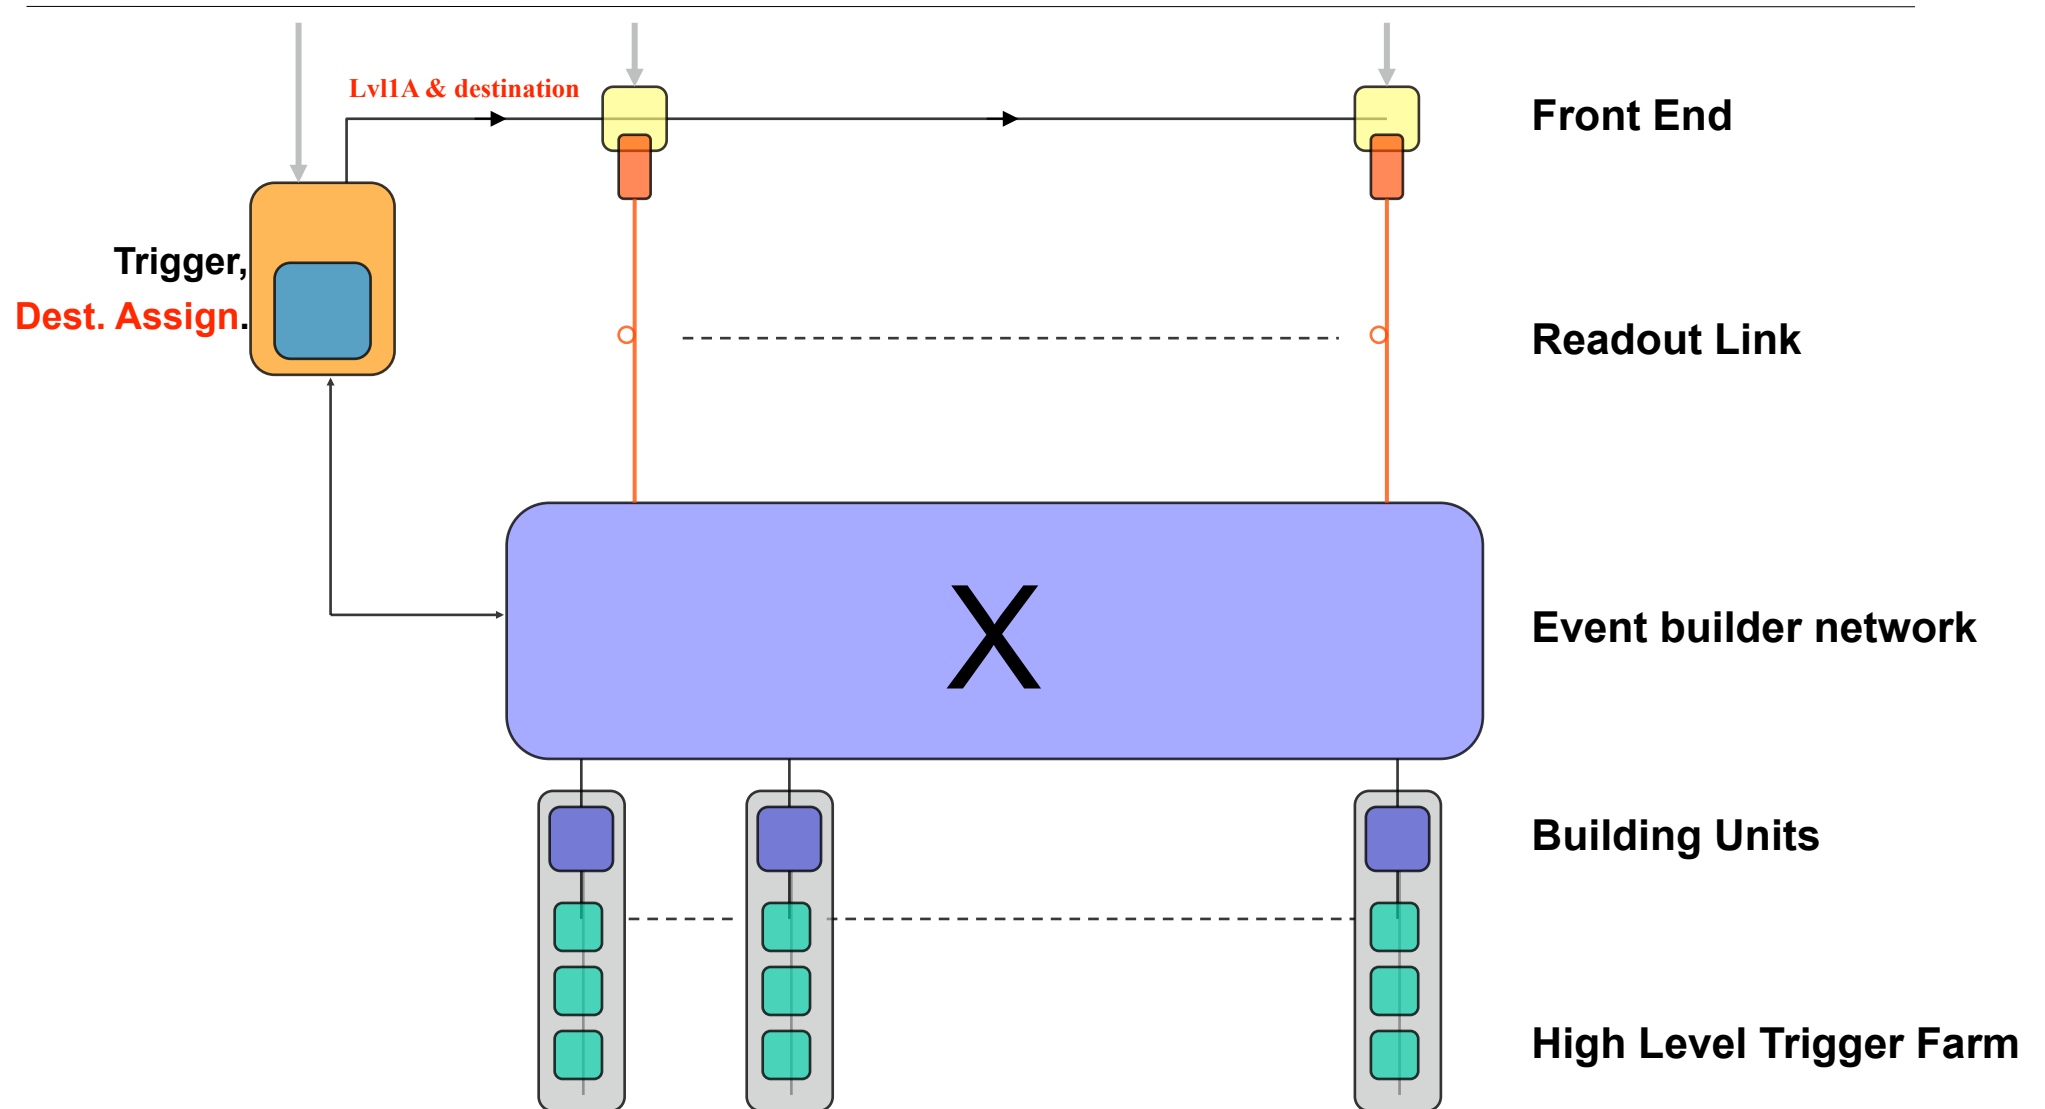 Lvl1A & destination
Front End
Trigger,
Dest. Assign.
Readout Link
X
Event builder network
Building Units
High Level Trigger Farm